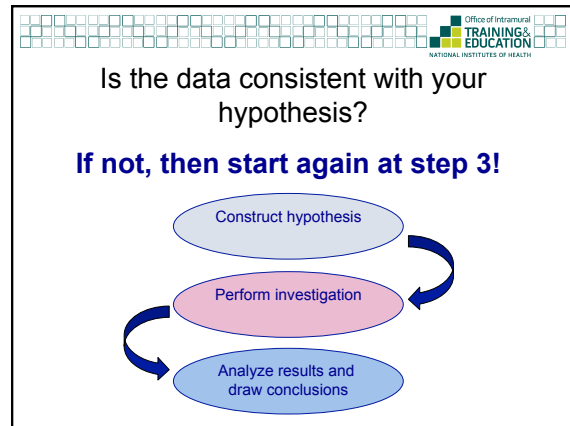 Office of Intramural
TRAINING&
EDUCATION
NATIONAL INSTITUTES OF HEALTH
Is the data consistent with your
hypothesis?
If not, then start again at step 3!
Construct hypothesis
Perform investigation
Analyze results and
draw conclusions